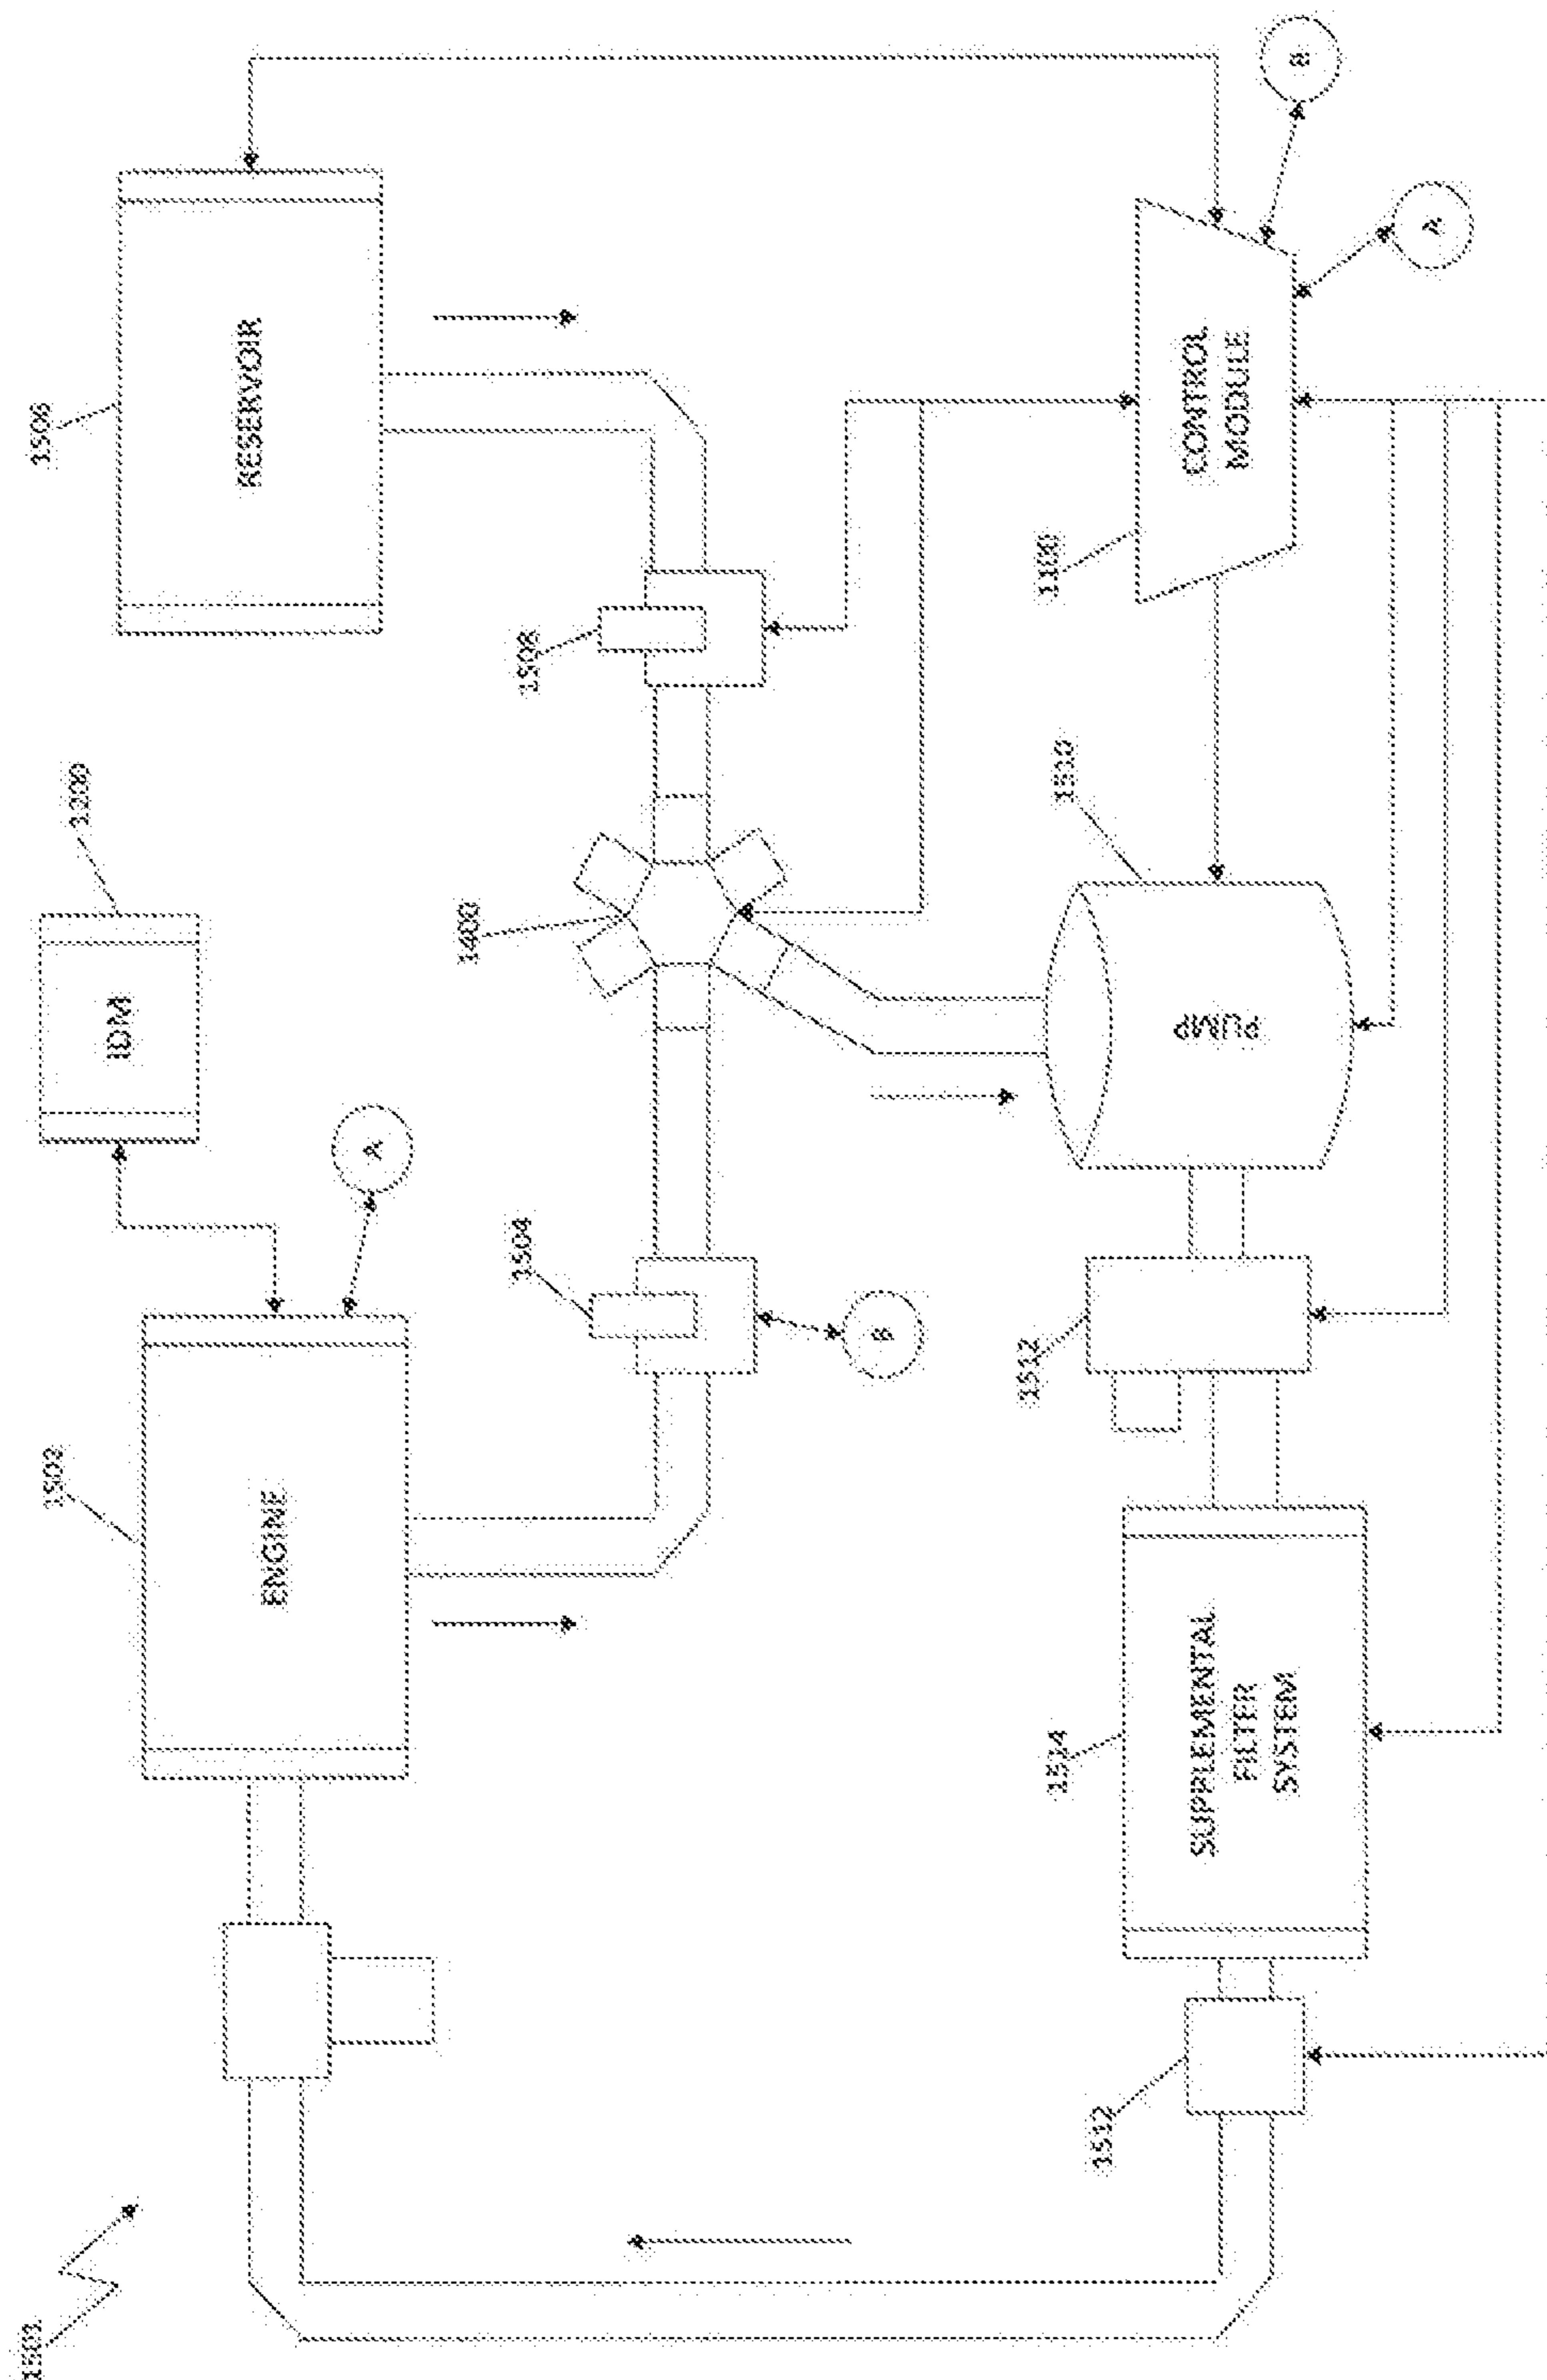 1501
1502
ENGINE
IDM
1200
A
1506
RESERVOIR
1504
B
1400
1508
1512
1514
SUPPLEMENTAL
FILTER
SYSTEM
1512
PUMP
1510
1100
CONTROL
MODULE
A
B